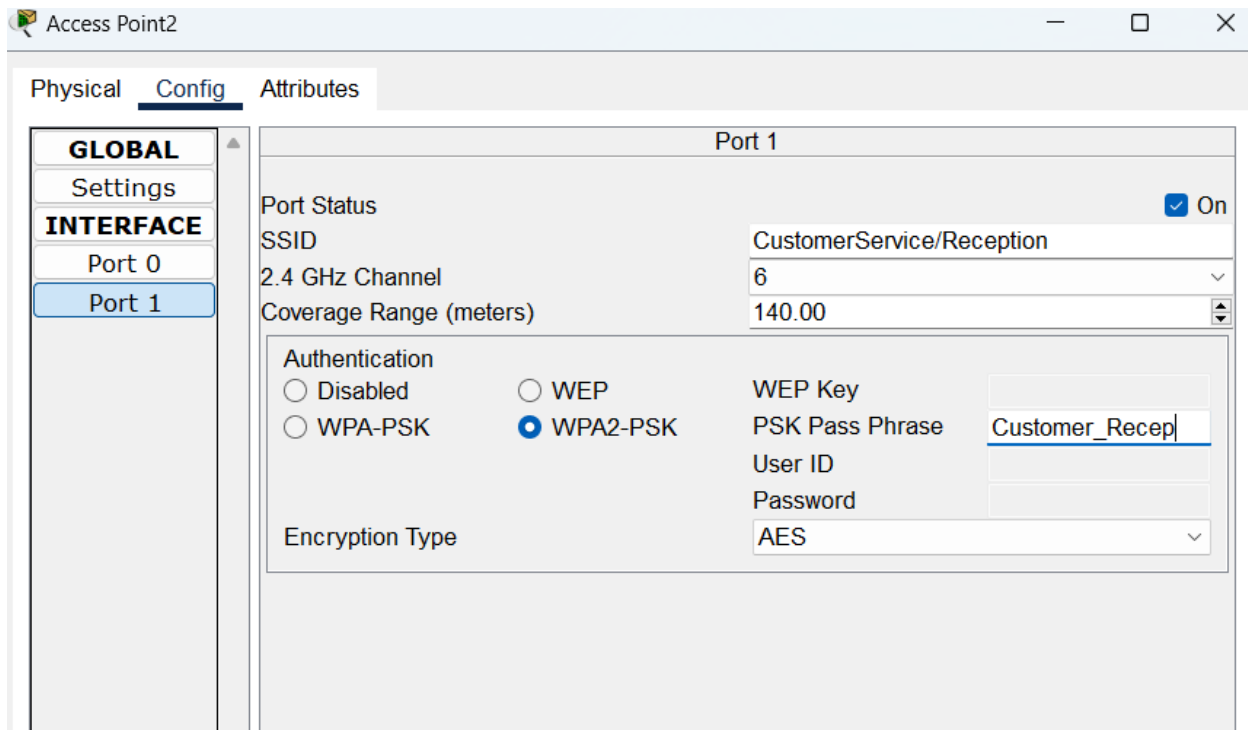 Access Point2
Physical Config Attributes
GLOBAL
Settings
INTERFACE
Port 0
Port 1
Port 1
Port Status On
SSID CustomerService/Reception
2.4 GHz Channel 6
Coverage Range (meters) 140.00
Authentication
Disabled WEP WEP Key
WPA-PSK WPA2-PSK PSK Pass Phrase Customer_Recep
User ID
Password
Encryption Type AES